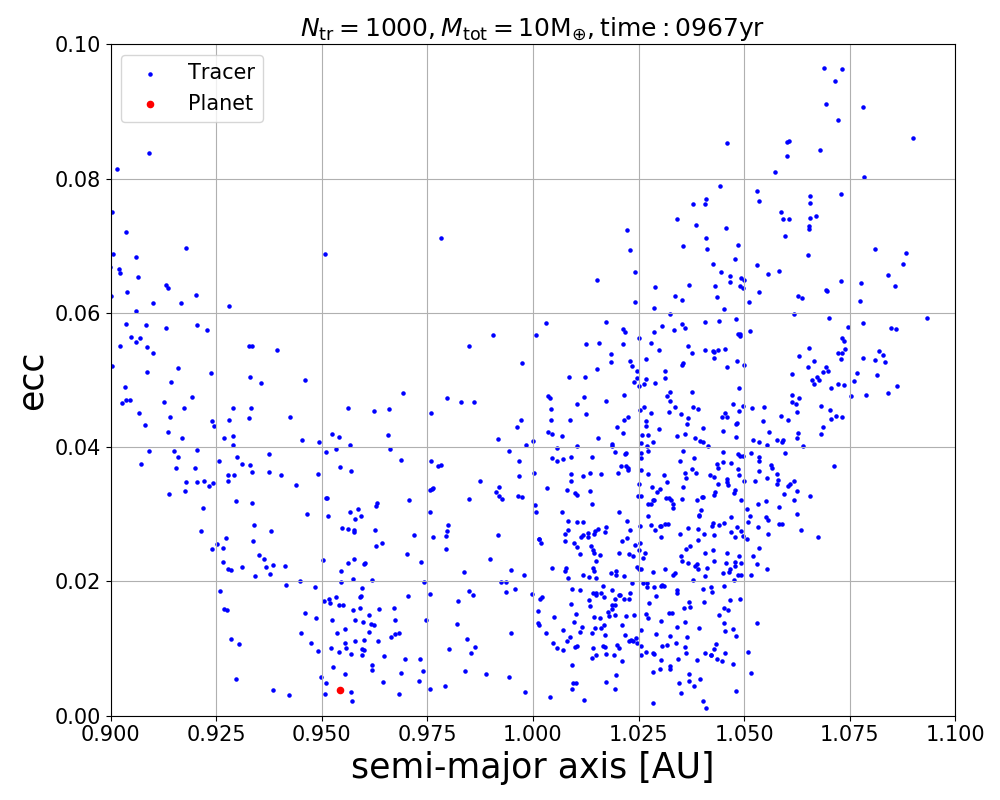 N_tr = 1000, M_tot = 10M_⊕, time : 0967yr
Tracer
Planet
0.10
0.08
0.06
0.04
0.02
0.00
ecc
0.900 0.925 0.950 0.975 1.000 1.025 1.050 1.075 1.100
semi-major axis [AU]